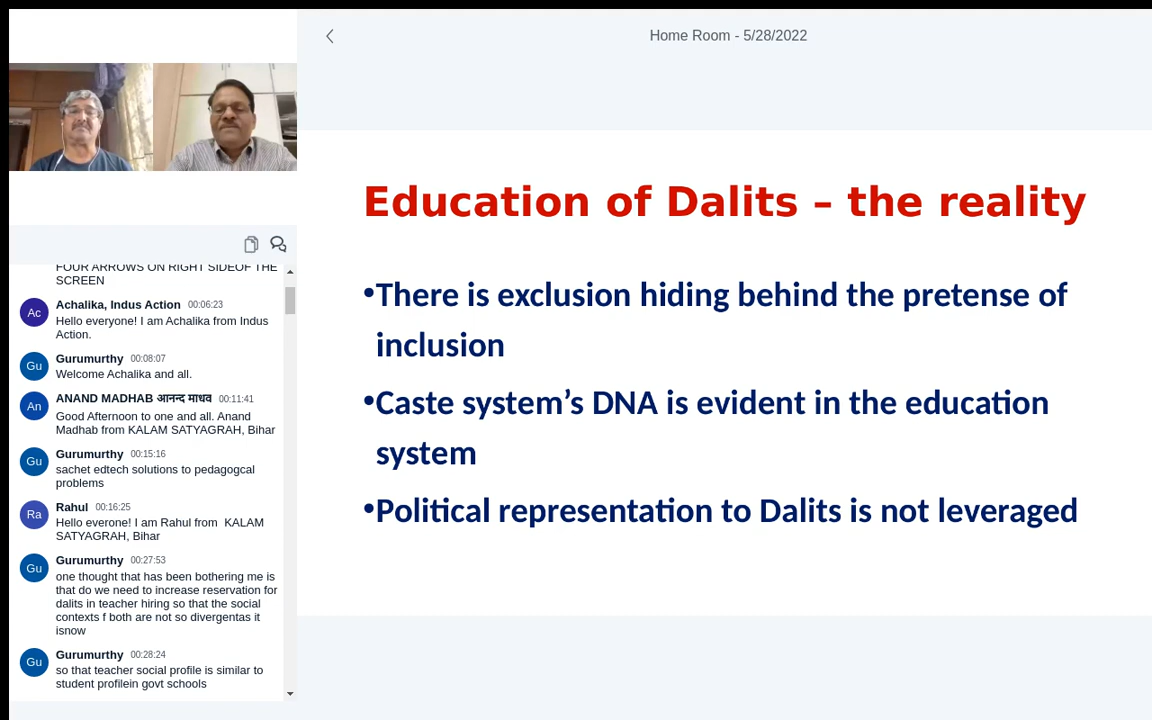 Home Room - 5/28/2022
FOUR ARROWS ON RIGHT SIDEOF THE
SCREEN
Ac
Achalika, Indus Action 00:06:23
Hello everyone! I am Achalika from Indus
Action.
Gu
Gurumurthy 00:08:07
Welcome Achalika and all.
An
ANAND MADHAB आनन्द माधव 00:11:41
Good Afternoon to one and all. Anand
Madhab from KALAM SATYAGRAH, Bihar
Gu
Gurumurthy 00:15:16
sachet edtech solutions to pedagogcal
problems
Ra
Rahul 00:16:25
Hello everone! I am Rahul from  KALAM
SATYAGRAH, Bihar
Gu
Gurumurthy 00:27:53
one thought that has been bothering me is
that do we need to increase reservation for
dalits in teacher hiring so that the social
contexts f both are not so divergentas it
isnow
Gu
Gurumurthy 00:28:24
so that teacher social profile is similar to
student profilein govt schools
Education of Dalits – the reality
•There is exclusion hiding behind the pretense of
inclusion
•Caste system’s DNA is evident in the education
system
•Political representation to Dalits is not leveraged